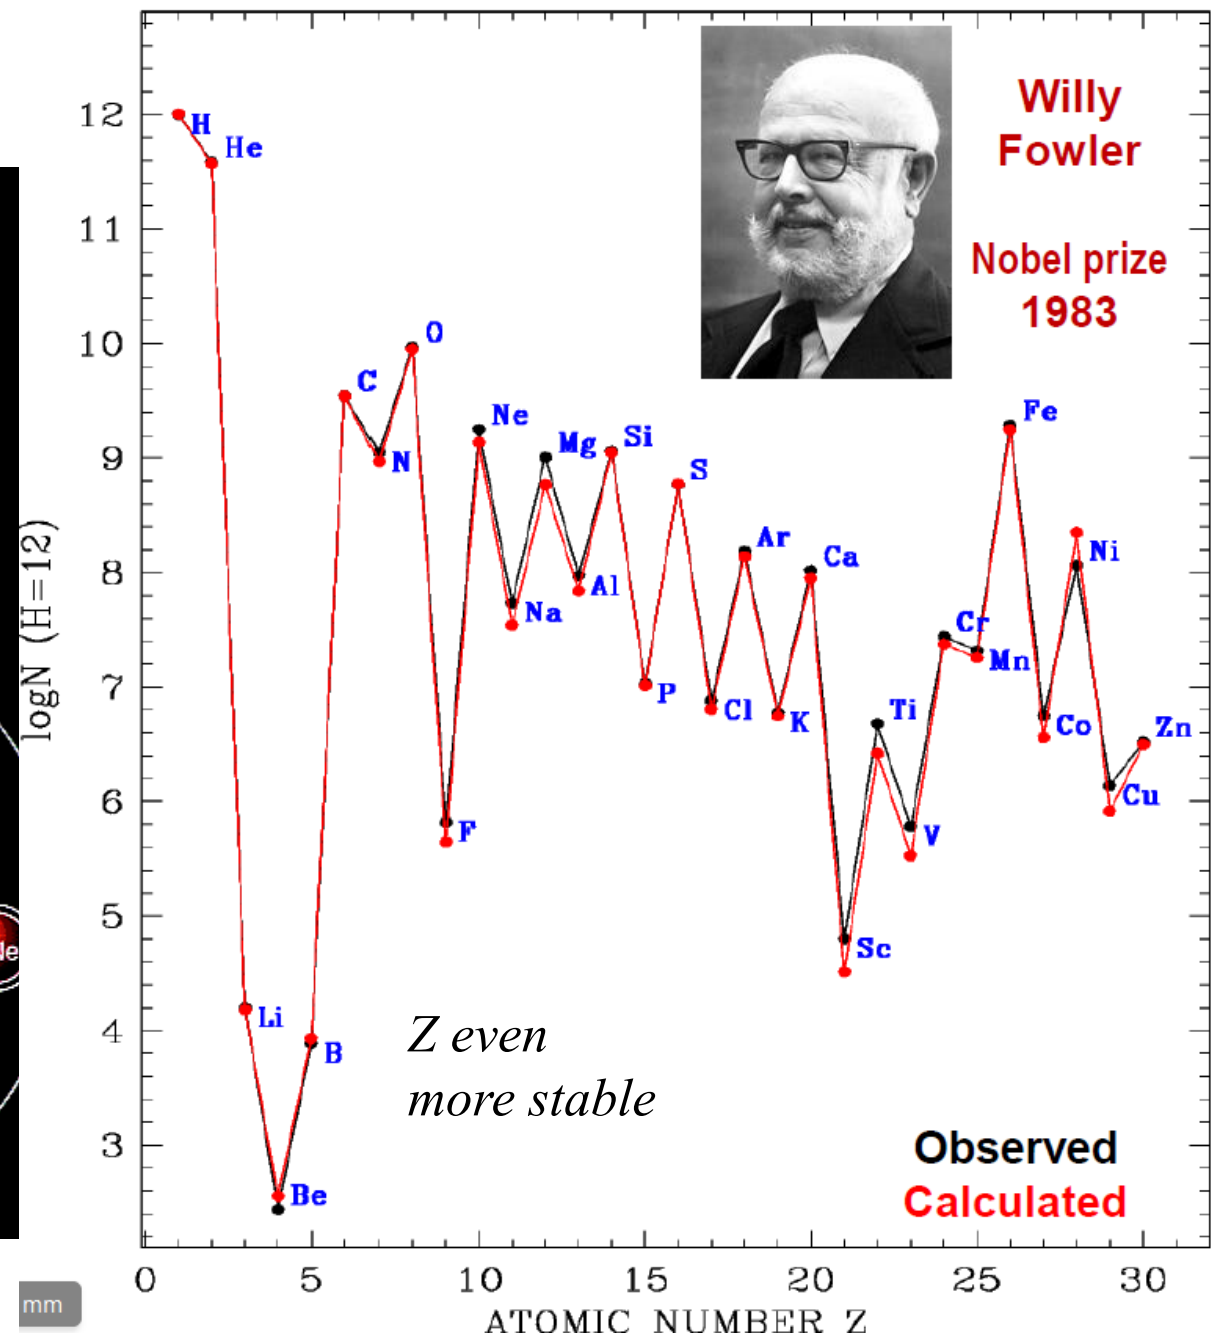 Willy
Fowler
Nobel prize
1983
12
11
10
9
8
7
6
5
4
3
logN (H=12)
H
He
Li
Be
B
C
N
O
F
Ne
Na
Mg
Al
Si
P
S
Cl
Ar
K
Ca
Sc
Ti
V
Cr
Mn
Fe
Co
Ni
Cu
Zn
Z even
more stable
Observed
Calculated
0 5 10 15 20 25 30
ATOMIC NUMBER Z
mm